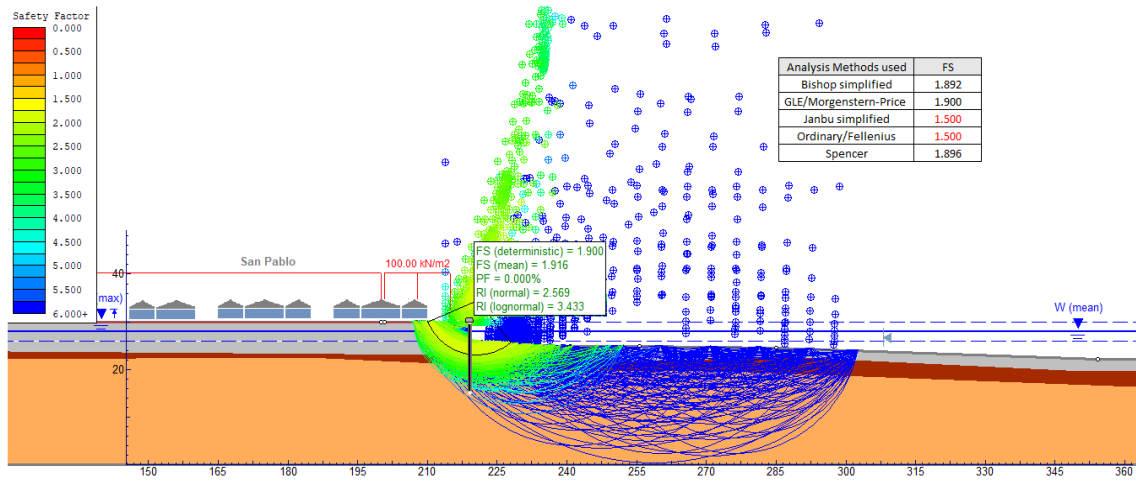 Safety Factor
0.000
0.500
1.000
1.500
2.000
2.500
3.000
3.500
4.000
4.500
5.000
5.500
6.000+
Analysis Methods used FS
Bishop simplified 1.892
GLE/Morgenstern-Price 1.900
Janbu simplified 1.500
Ordinary/Fellenius 1.500
Spencer 1.896
FS (deterministic) = 1.900
FS (mean) = 1.916
PF = 0.000%
RI (normal) = 2.569
RI (lognormal) = 3.433
San Pablo
100.00 kN/m2
40
max)
W (mean)
20
150 165 180 195 210 225 240 255 270 285 300 315 330 345 360